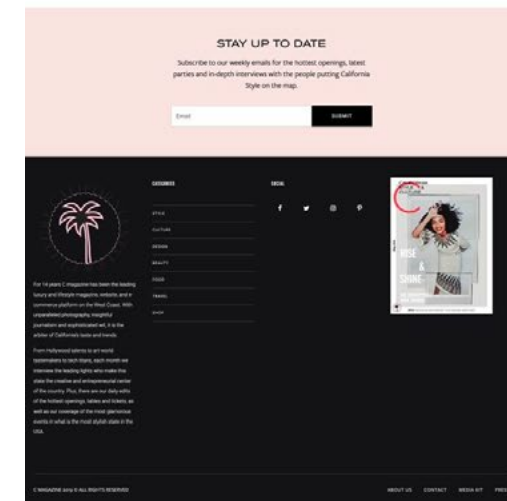 STAY UP TO DATE
Subscribe to our weekly emails for the hottest openings, latest
parties and in-depth interviews with the people putting California
Style on the map.
Email
SUBMIT
CATEGORIES
STYLE
CULTURE
DESIGN
BEAUTY
FOOD
TRAVEL
SHOP
SOCIAL
C
RISE
&
SHINE
For 14 years C magazine has been the leading
luxury and lifestyle magazine, website, and e-
commerce platform on the West Coast. With
unparalleled photography, insightful
journalism and sophisticated wit, it is the
arbiter of California's taste and trends.
From Hollywood talents to art world
tastemakers to tech titans, each month we
interview the leading lights who make this
state the creative and entrepreneurial center
of the country. Plus, there are our daily edits
of the hottest openings, tables and tickets, as
well as our coverage of the most glamorous
events in what is the most stylish state in the
USA.
C MAGAZINE 2019 © ALL RIGHTS RESERVED
ABOUT US
CONTACT
MEDIA KIT